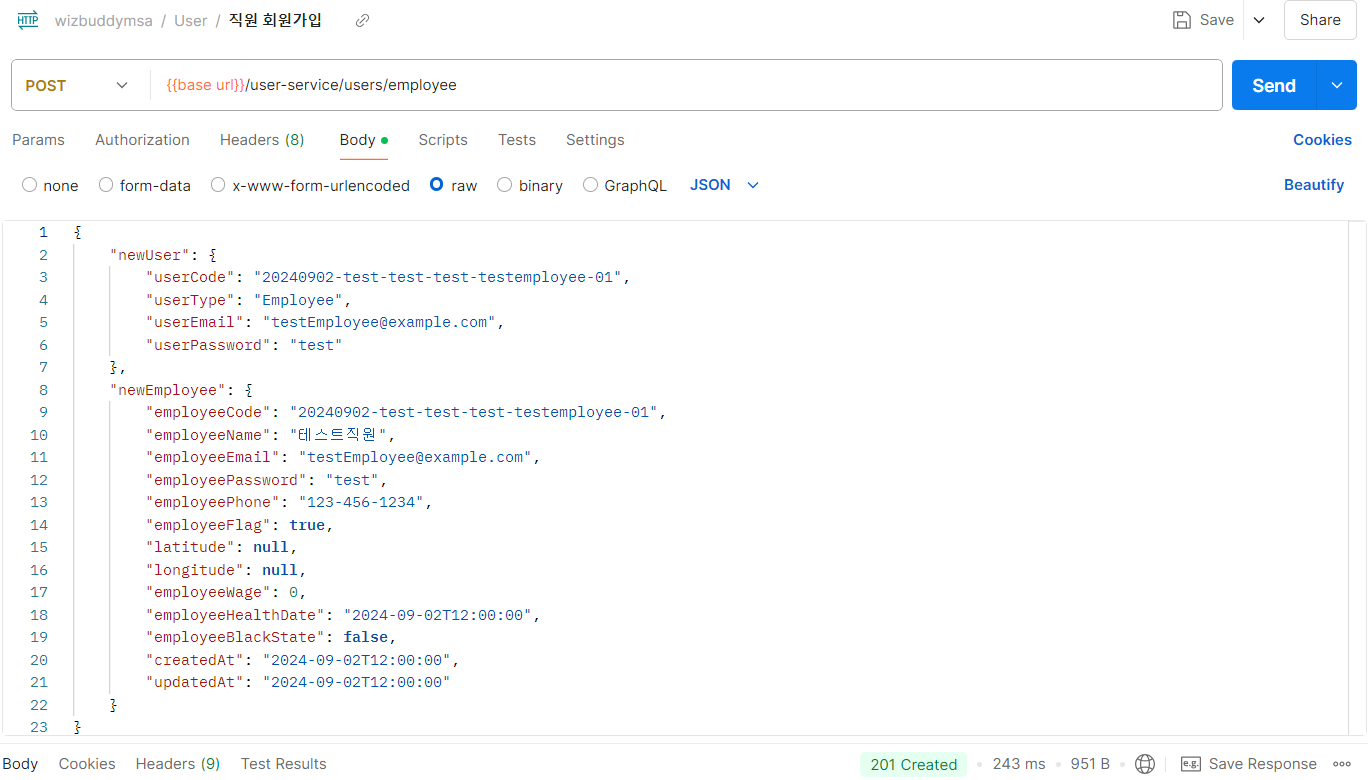 HTTP wizbuddymsa / User / 직원 회원가입 Save Share
POST {{base url}}/user-service/users/employee Send
Params Authorization Headers (8) Body Scripts Tests Settings Cookies
none form-data x-www-form-urlencoded raw binary GraphQL JSON Beautify
1 {
2 "newUser": {
3 "userCode": "20240902-test-test-test-testemployee-01",
4 "userType": "Employee",
5 "userEmail": "testEmployee@example.com",
6 "userPassword": "test"
7 },
8 "newEmployee": {
9 "employeeCode": "20240902-test-test-test-testemployee-01",
10 "employeeName": "테스트직원",
11 "employeeEmail": "testEmployee@example.com",
12 "employeePassword": "test",
13 "employeePhone": "123-456-1234",
14 "employeeFlag": true,
15 "latitude": null,
16 "longitude": null,
17 "employeeWage": 0,
18 "employeeHealthDate": "2024-09-02T12:00:00",
19 "employeeBlackState": false,
20 "createdAt": "2024-09-02T12:00:00",
21 "updatedAt": "2024-09-02T12:00:00"
22 }
23 }
Body Cookies Headers (9) Test Results 201 Created 243 ms 951 B e.g. Save Response